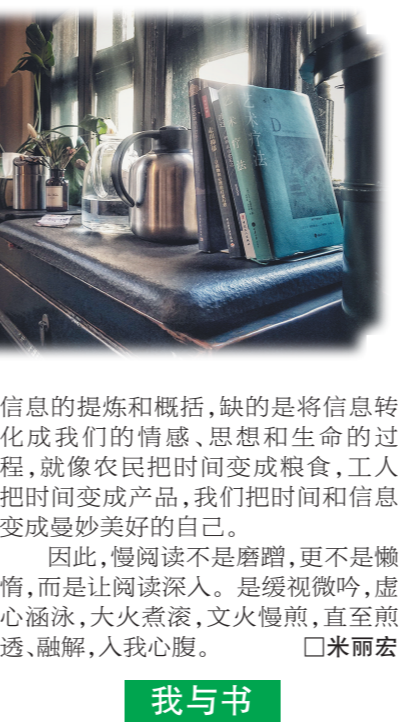 艺术疗法
信息的提炼和概括，缺的是将信息转
化成我们的情感、思想和生命的过
程，就像农民把时间变成粮食，工人
把时间变成产品，我们把时间和信息
变成曼妙美好的自己。
因此，慢阅读不是磨蹭，更不是懒
惰，而是让阅读深入。是缓视微吟，虚
心涵泳，大火煮滚，文火慢煎，直至煎
透、融解，入我心腹。 □米丽宏
我与书